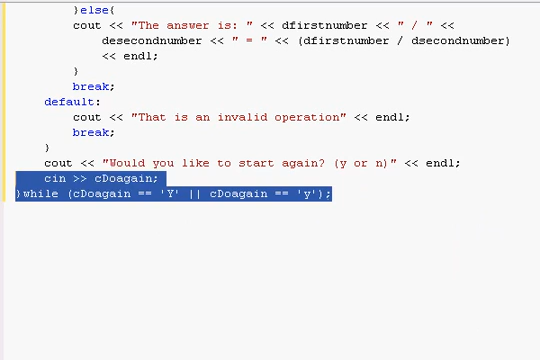 }else{
cout << "The answer is: " << dfirstnumber << " / " <<
desecondnumber << " = " << (dfirstnumber / dsecondnumber)
<< endl;
}
break;
default:
cout << "That is an invalid operation" << endl;
break;
}
cout << "Would you like to start again? (y or n)" << endl;
cin >> cDoagain;
}while (cDoagain == 'Y' || cDoagain == 'y');